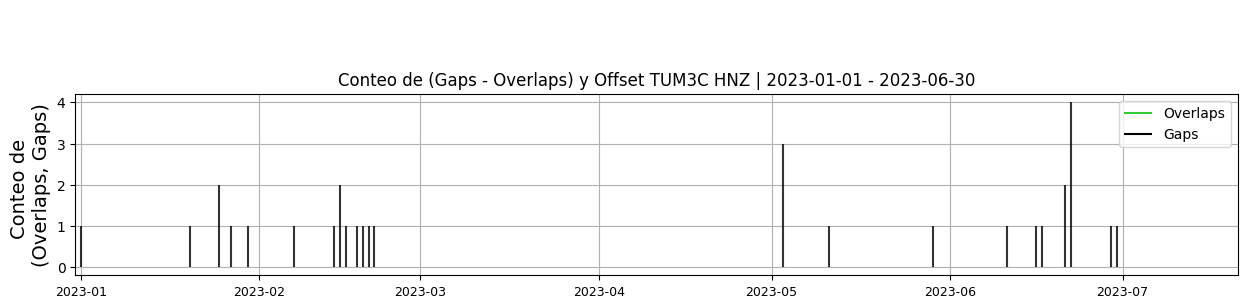 Conteo de (Gaps - Overlaps) y Offset TUM3C HNZ | 2023-01-01 - 2023-06-30
Conteo de
(Overlaps, Gaps)
4
3
2
1
0
Overlaps
Gaps
2023-01
2023-02
2023-03
2023-04
2023-05
2023-06
2023-07